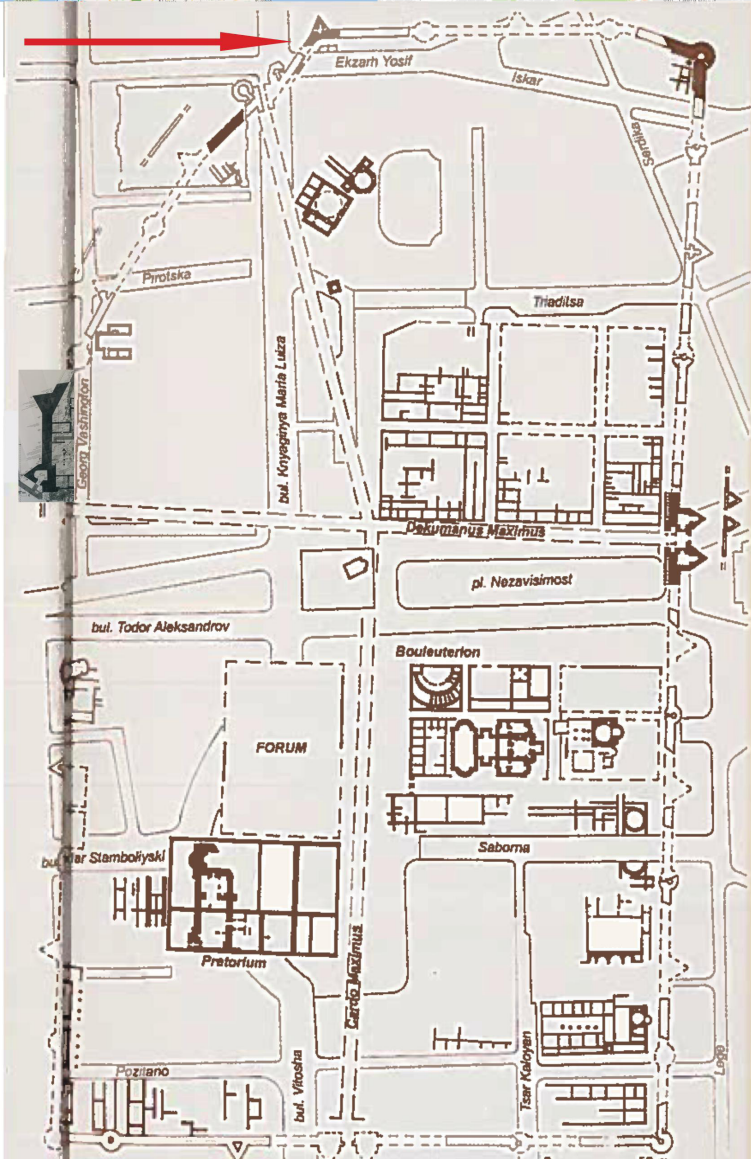 Ekzarh Yosif
Iskar
Serdika
Pirotska
Triaditsa
bul. Knyaginya Maria Luiza
Georg Vashington
Dekumanus Maximus
pl. Nezavisimost
bul. Todor Aleksandrov
Bouleuterion
FORUM
Saborna
Stamboliyski
Pretorium
Cardo Maximus
Tsar Kaloyan
Lege
Pozitano
bul. Vitosha